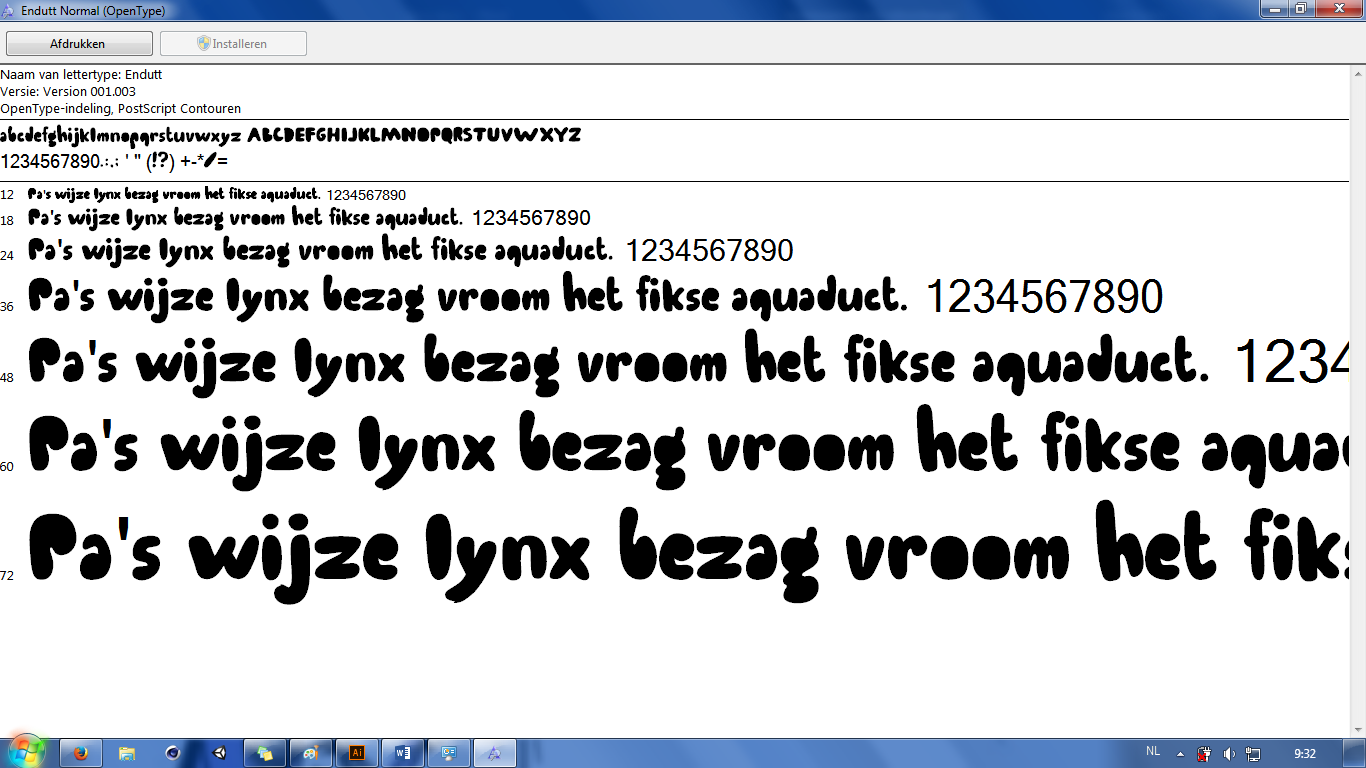 Endutt Normal (OpenType)
Afdrukken Installeren
Naam van lettertype: Endutt
Versie: Version 001.003
OpenType-indeling, PostScript Contouren
abcdefghijklmnopqrstuvwxyz ABCDEFGHIJKLMNOPQRSTUVWXYZ
1234567890.:,; ' " (!?) +-*/=
12 Pa's wijze lynx bezag vroom het fikse aquaduct. 1234567890
18 Pa's wijze lynx bezag vroom het fikse aquaduct. 1234567890
24 Pa's wijze lynx bezag vroom het fikse aquaduct. 1234567890
36 Pa's wijze lynx bezag vroom het fikse aquaduct. 1234567890
48 Pa's wijze lynx bezag vroom het fikse aquaduct. 1234
60 Pa's wijze lynx bezag vroom het fikse aquad
72 Pa's wijze lynx bezag vroom het fiks
NL 9:32